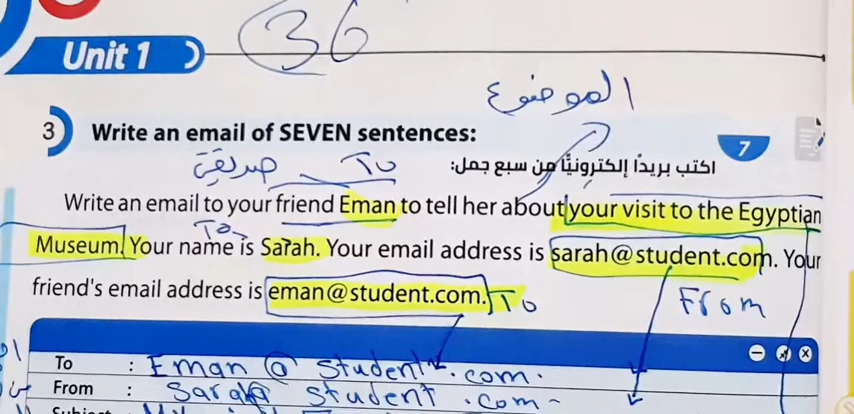 36
Unit 1
الموضوع
3 Write an email of SEVEN sentences:
7
صديقتي To
اكتب بريدًا إلكترونيًّا من سبع جمل:
Write an email to your friend Eman to tell her about your visit to the Egyptian
To
Museum. Your name is Sarah. Your email address is sarah@student.com. Your
friend's email address is eman@student.com. To
From
To : Eman @ student.com.
From : Sarah@ student.com-
Subject